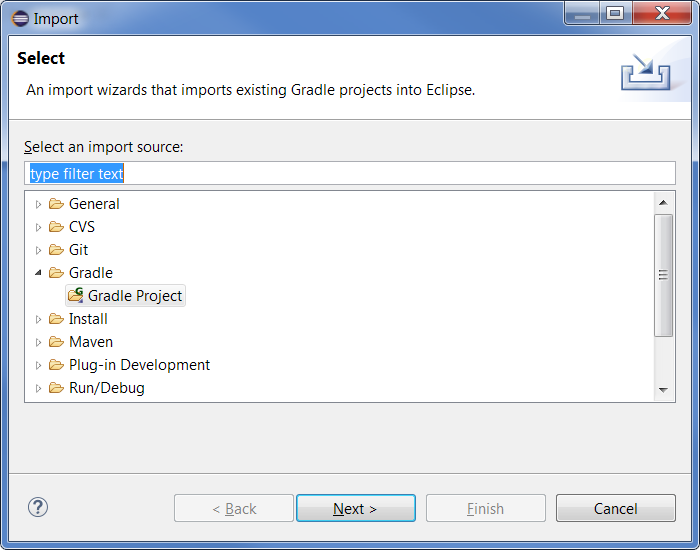 Import
Select
An import wizards that imports existing Gradle projects into Eclipse.
Select an import source:
type filter text
General
CVS
Git
Gradle
Gradle Project
Install
Maven
Plug-in Development
Run/Debug
? < Back Next > Finish Cancel